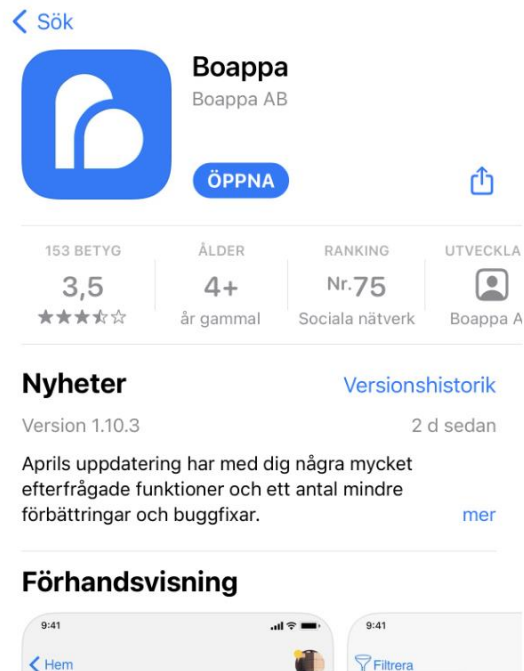 Sök
Boappa
Boappa AB
ÖPPNA
153 BETYG ÅLDER RANKING UTVECKLA
3,5 4+ Nr.75
år gammal Sociala nätverk Boappa A
Nyheter Versionshistorik
Version 1.10.3 2 d sedan
Aprils uppdatering har med dig några mycket
efterfrågade funktioner och ett antal mindre
förbättringar och buggfixar. mer
Förhandsvisning
9:41 9:41
Hem Filtrera